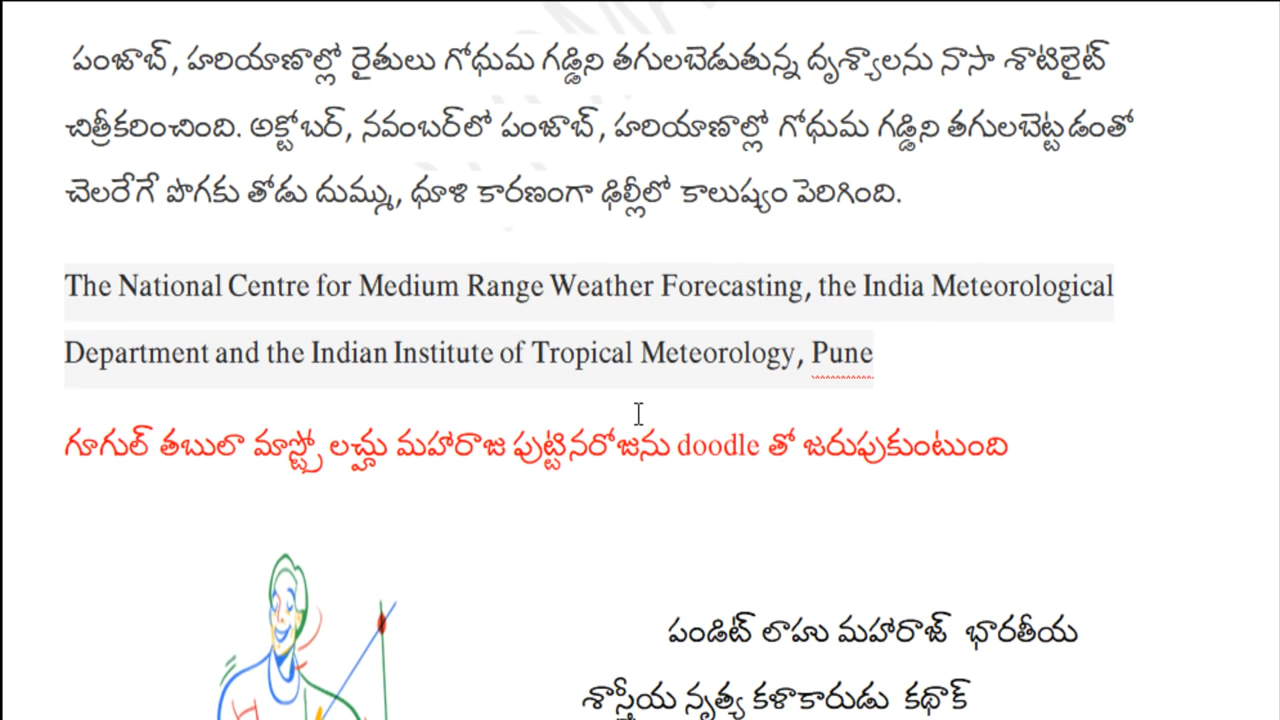 పంజాబ్, హరియాణాల్లో రైతులు గోధుమ గడ్డిని తగులబెడుతున్న దృశ్యాలను నాసా శాటిలైట్
చిత్రీకరించింది. అక్టోబర్, నవంబర్‌లో పంజాబ్, హరియాణాల్లో గోధుమ గడ్డిని తగులబెట్టడంతో
చెలరేగే పొగకు తోడు దుమ్ము, ధూళి కారణంగా ఢిల్లీలో కాలుష్యం పెరిగింది.
The National Centre for Medium Range Weather Forecasting, the India Meteorological
Department and the Indian Institute of Tropical Meteorology, Pune
గూగుల్ తబులా మాస్ట్రో లచ్హు మహారాజ పుట్టినరోజును doodle తో జరుపుకుంటుంది
పండిట్ లాహు మహారాజ్ భారతీయ
శాస్త్రీయ నృత్య కళాకారుడు కథాక్